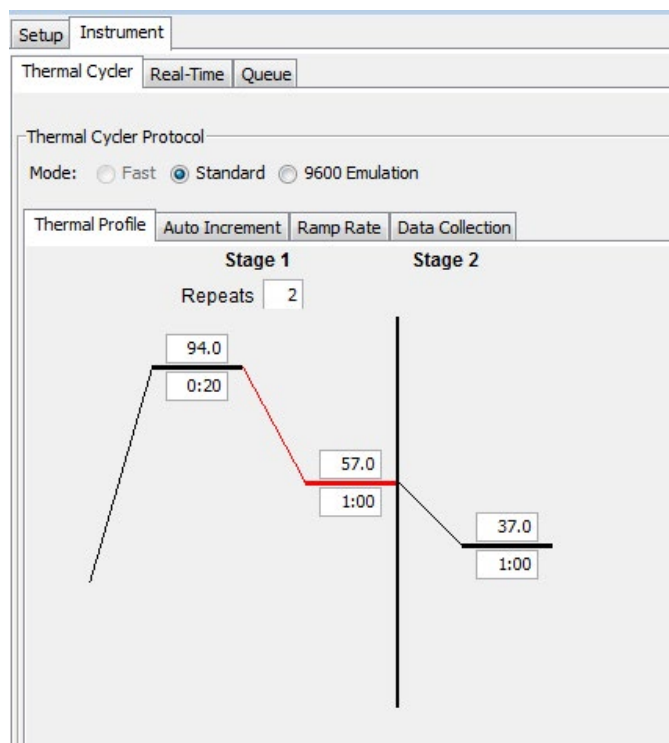 Setup Instrument
Thermal Cycler Real-Time Queue
Thermal Cycler Protocol
Mode: Fast Standard 9600 Emulation
Thermal Profile Auto Increment Ramp Rate Data Collection
Stage 1 Stage 2
Repeats 2
94.0
0:20
57.0
1:00
37.0
1:00